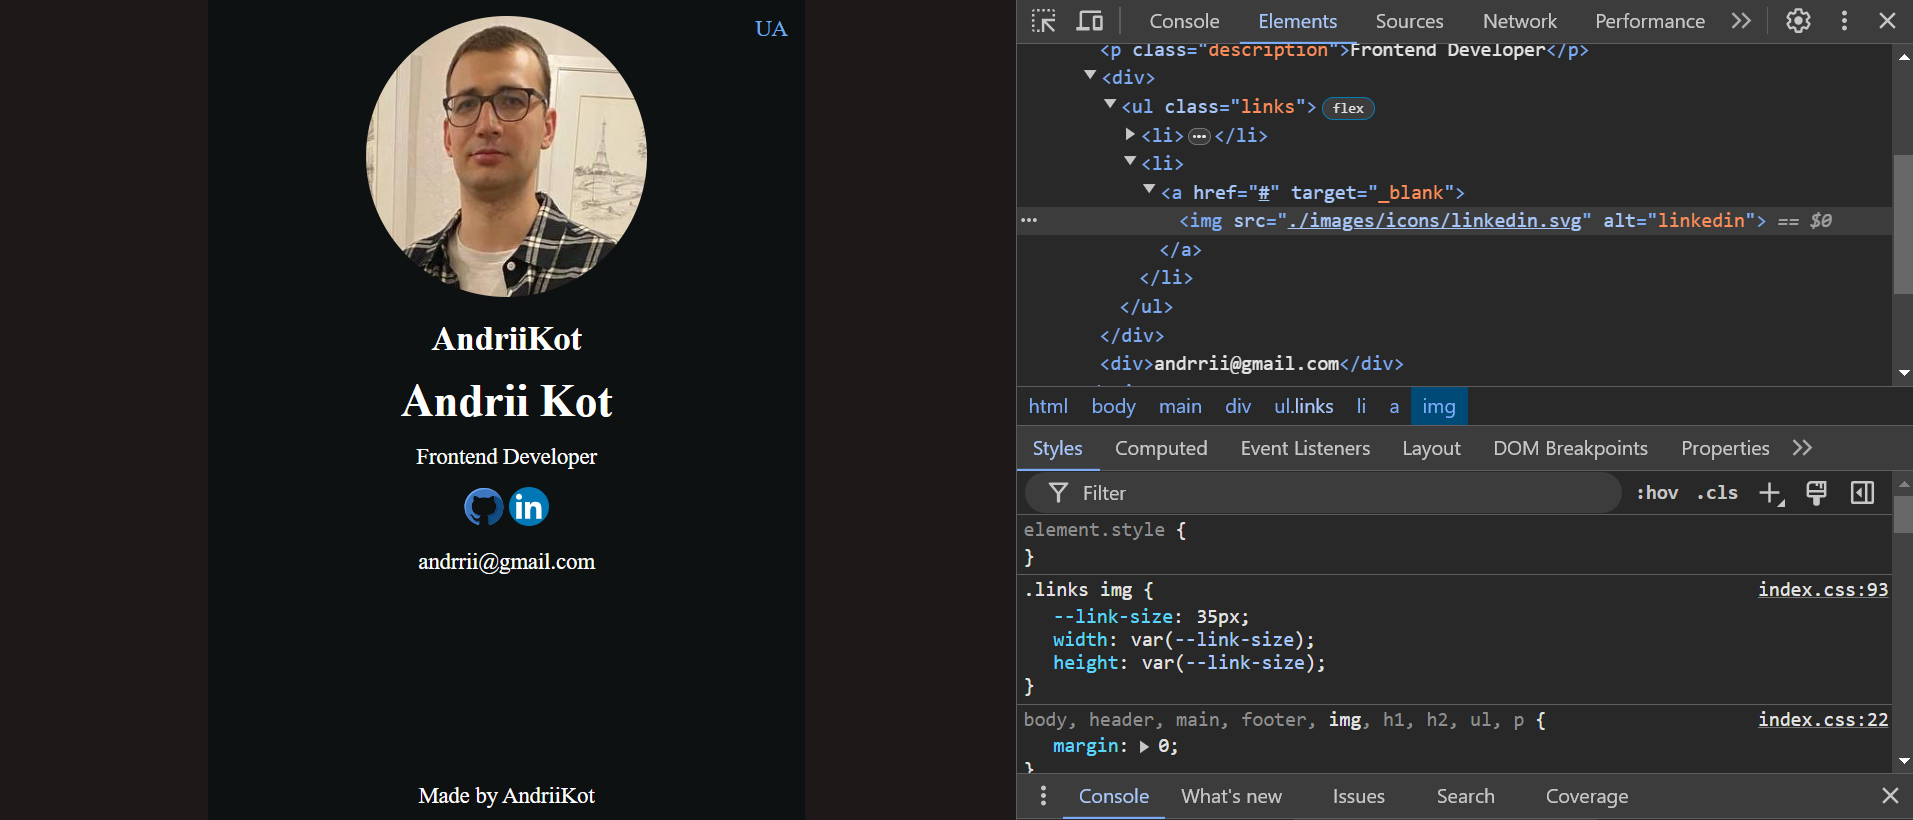 UA
AndriiKot
Andrii Kot
Frontend Developer
in
andrrii@gmail.com
Made by AndriiKot
Console Elements Sources Network Performance
<p class="description">Frontend Developer</p>
<div>
<ul class="links"> flex
<li> ••• </li>
<li>
<a href="#" target="_blank">
<img src="./images/icons/linkedin.svg" alt="linkedin"> == $0
</a>
</li>
</ul>
</div>
<div>andrrii@gmail.com</div>
html body main div ul.links li a img
Styles Computed Event Listeners Layout DOM Breakpoints Properties
Filter :hov .cls
element.style {
}
.links img { index.css:93
--link-size: 35px;
width: var(--link-size);
height: var(--link-size);
}
body, header, main, footer, img, h1, h2, ul, p { index.css:22
margin: 0;
}
Console What's new Issues Search Coverage